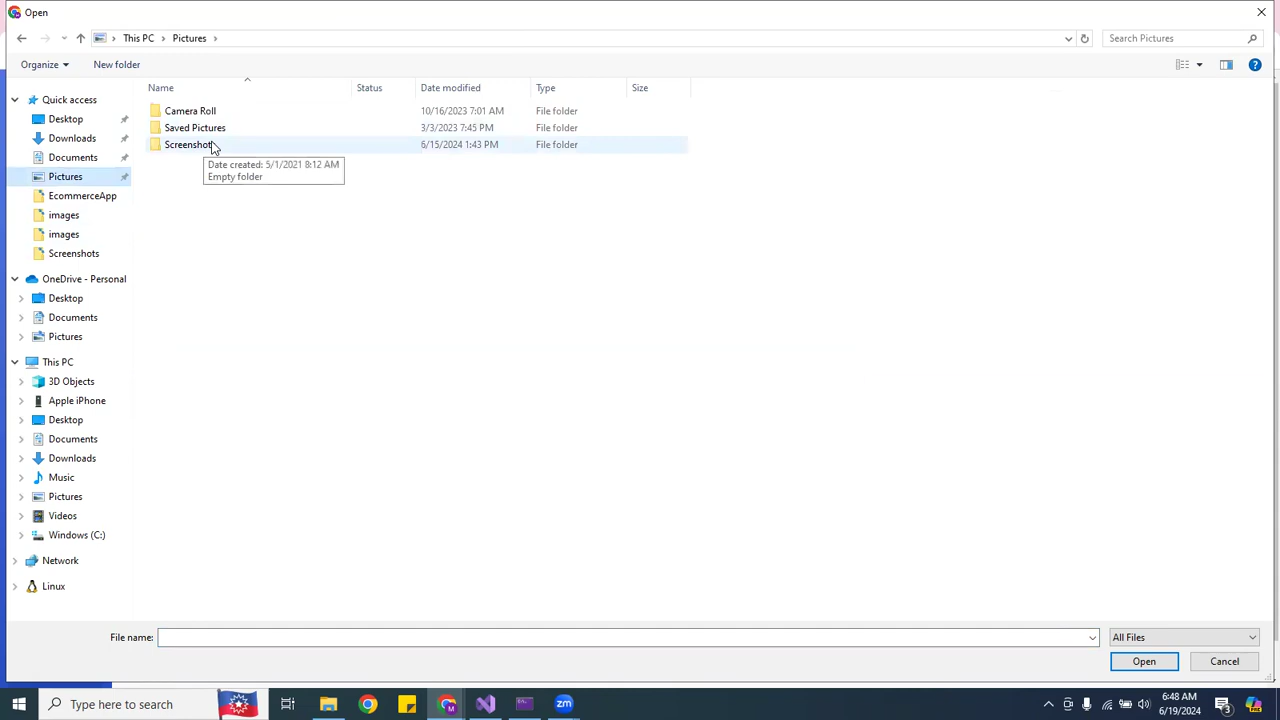 Open
This PC
Pictures
Search Pictures
Organize
New folder
Name
Status
Date modified
Type
Size
Quick access
Desktop
Downloads
Documents
Pictures
EcommerceApp
images
images
Screenshots
OneDrive - Personal
Desktop
Documents
Pictures
This PC
3D Objects
Apple iPhone
Desktop
Documents
Downloads
Music
Pictures
Videos
Windows (C:)
Network
Linux
Camera Roll 10/16/2023 7:01 AM File folder
Saved Pictures 3/3/2023 7:45 PM File folder
Screenshots 6/15/2024 1:43 PM File folder
Date created: 5/1/2021 8:12 AM
Empty folder
File name:
All Files
Open
Cancel
Type here to search
6:48 AM
6/19/2024